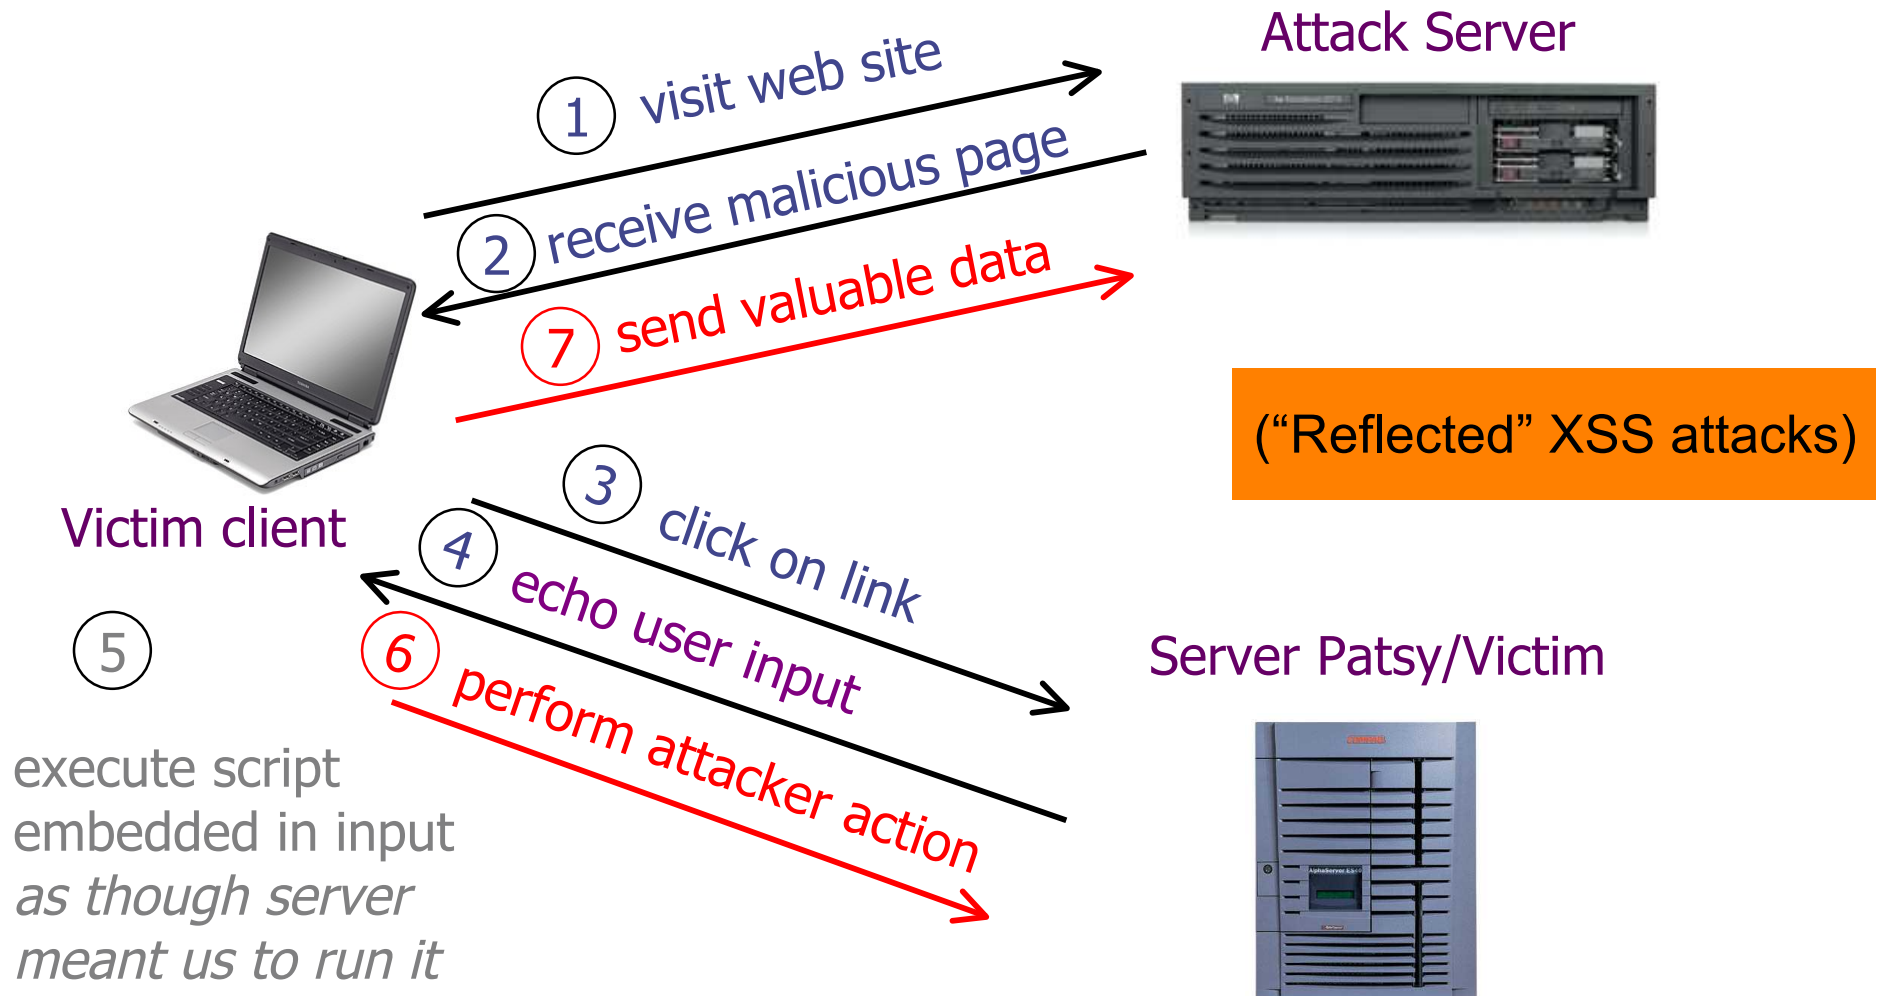 Attack Server
1 visit web site
2 receive malicious page
7 send valuable data
(“Reflected” XSS attacks)
Victim client
3 click on link
4 echo user input
5
6 perform attacker action
Server Patsy/Victim
execute script
embedded in input
as though server
meant us to run it